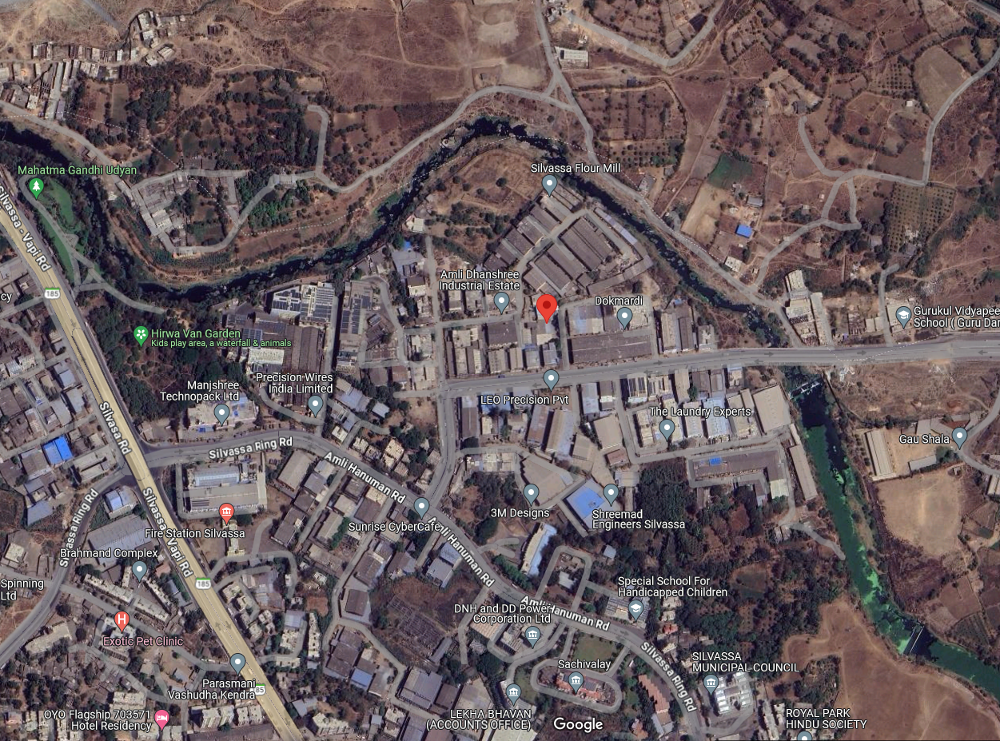 Mahatma Gandhi Udyan
Silvassa Flour Mill
Silvassa - Vapi Rd
Amli Dhanshree
Industrial Estate
185
cy
Dokmardi
Gurukul Vidyapee
School ( Guru Dar
Hirwa Van Garden
Kids play area, a waterfall & animals
Precision Wires
India Limited
Manjshree
Technopack Ltd
LEO Precision Pvt
The Laundry Experts
Silvassa Rd
Silvassa Ring Rd
Gau Shala
Amli Hanuman Rd
Silvassa Ring Rd
Silvassa - Vapi Rd
3M Designs
Shreemad
Engineers Silvassa
Sunrise CyberCafe
Fire Station Silvassa
Amli Hanuman Rd
Brahmand Complex
185
Spinning
Ltd
Special School For
Handicapped Children
Amli Hanuman Rd
DNH and DD Power
Corporation Ltd
H
Exotic Pet Clinic
Silvassa Ring Rd
SILVASSA
MUNICIPAL COUNCIL
Sachivalay
Parasmani
Vashudha Kendra
85
OYO Flagship 703571
Hotel Residency
LEKHA BHAVAN
(ACCOUNTS OFFICE)
Google
ROYAL PARK
HINDU SOCIETY